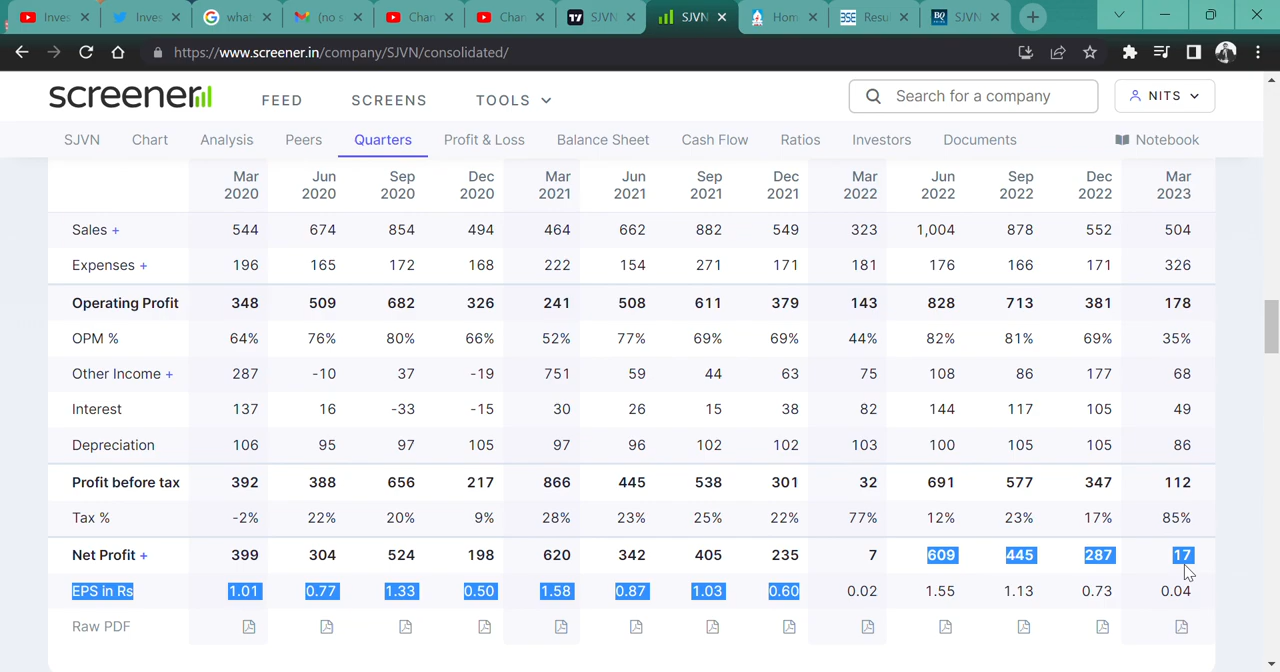 Inves Inves what (no s Chan Chan SJVN SJVN Hom Resu SJVN
https://www.screener.in/company/SJVN/consolidated/
screener FEED SCREENS TOOLS Search for a company NITS
SJVN Chart Analysis Peers Quarters Profit & Loss Balance Sheet Cash Flow Ratios Investors Documents Notebook
Mar Jun Sep Dec Mar Jun Sep Dec Mar Jun Sep Dec Mar
2020 2020 2020 2020 2021 2021 2021 2021 2022 2022 2022 2022 2023
Sales + 544 674 854 494 464 662 882 549 323 1,004 878 552 504
Expenses + 196 165 172 168 222 154 271 171 181 176 166 171 326
Operating Profit 348 509 682 326 241 508 611 379 143 828 713 381 178
OPM % 64% 76% 80% 66% 52% 77% 69% 69% 44% 82% 81% 69% 35%
Other Income + 287 -10 37 -19 751 59 44 63 75 108 86 177 68
Interest 137 16 -33 -15 30 26 15 38 82 144 117 105 49
Depreciation 106 95 97 105 97 96 102 102 103 100 105 105 86
Profit before tax 392 388 656 217 866 445 538 301 32 691 577 347 112
Tax % -2% 22% 20% 9% 28% 23% 25% 22% 77% 12% 23% 17% 85%
Net Profit + 399 304 524 198 620 342 405 235 7 609 445 287 17
EPS in Rs 1.01 0.77 1.33 0.50 1.58 0.87 1.03 0.60 0.02 1.55 1.13 0.73 0.04
Raw PDF